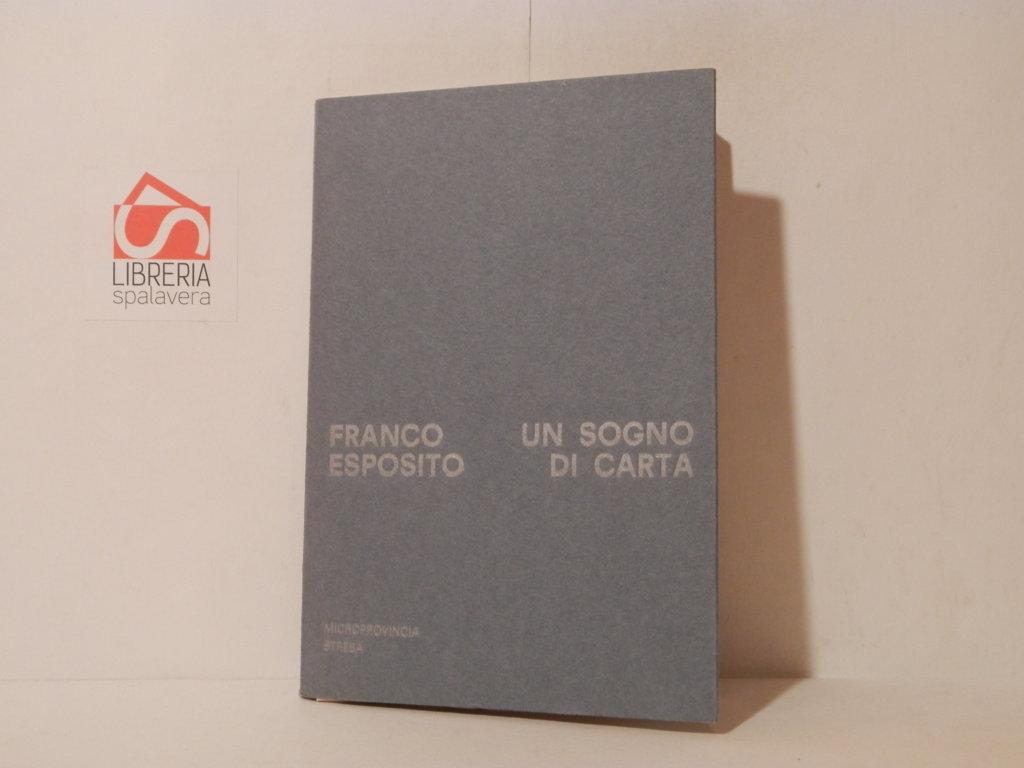 LIBRERIA
spalavera
FRANCO
ESPOSITO
UN SOGNO
DI CARTA
MICROPROVINCIA
STRESA